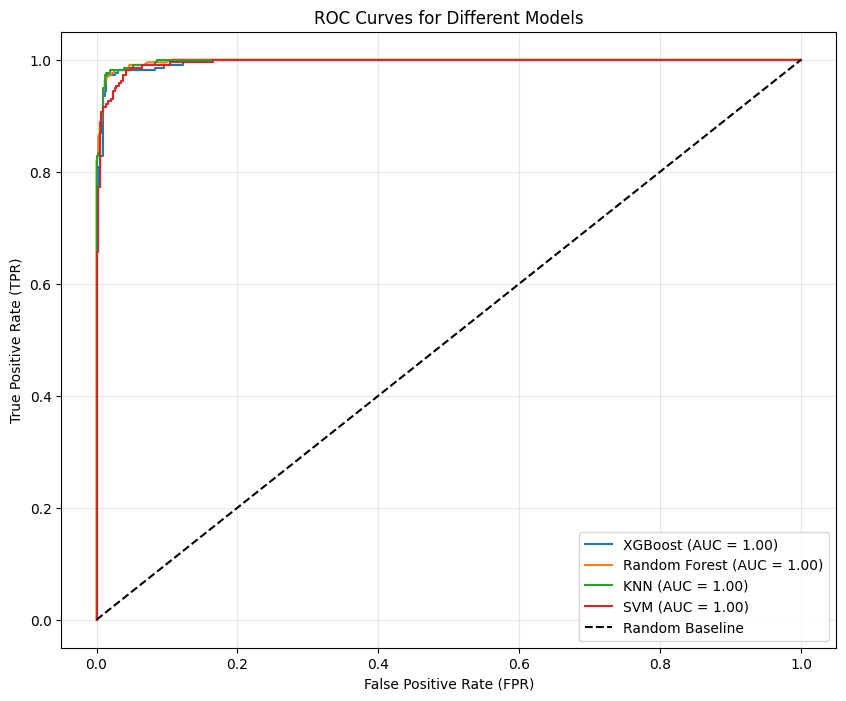 ROC Curves for Different Models
1.0
0.8
0.6
0.4
0.2
0.0
True Positive Rate (TPR)
XGBoost (AUC = 1.00)
Random Forest (AUC = 1.00)
KNN (AUC = 1.00)
SVM (AUC = 1.00)
Random Baseline
0.0 0.2 0.4 0.6 0.8 1.0
False Positive Rate (FPR)